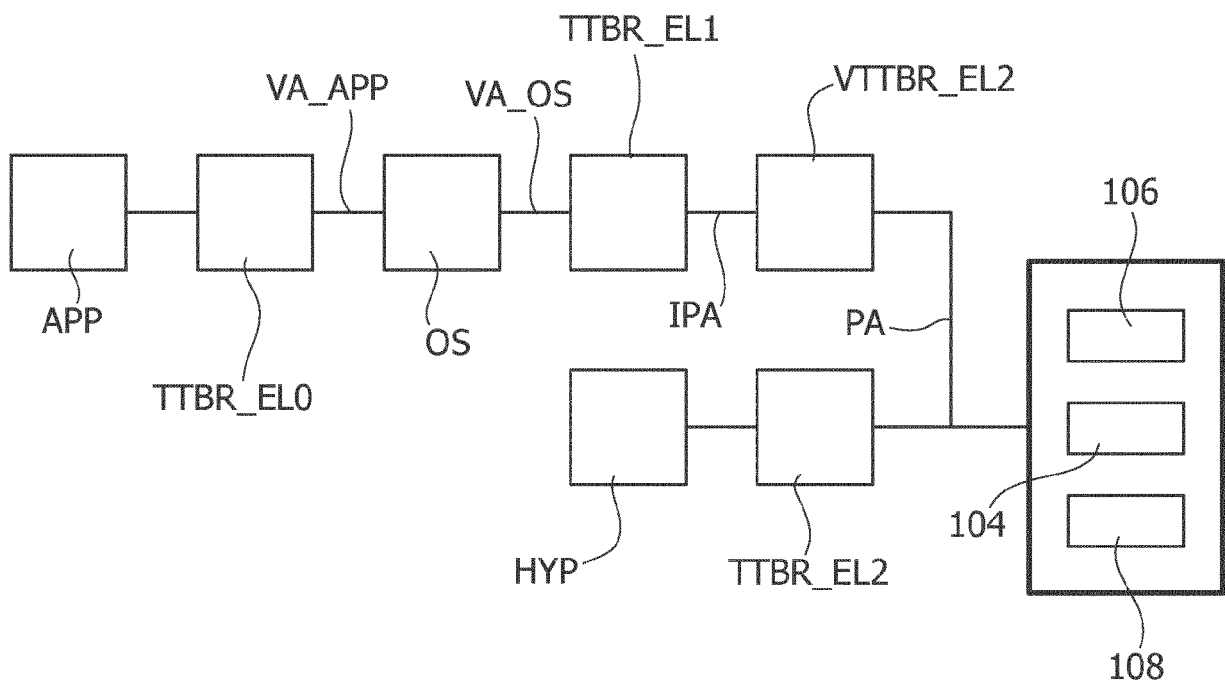 TTBR_EL1
VA_APP
VA_OS
VTTBR_EL2
106
APP
OS
IPA
PA
TTBR_EL0
104
HYP
TTBR_EL2
108